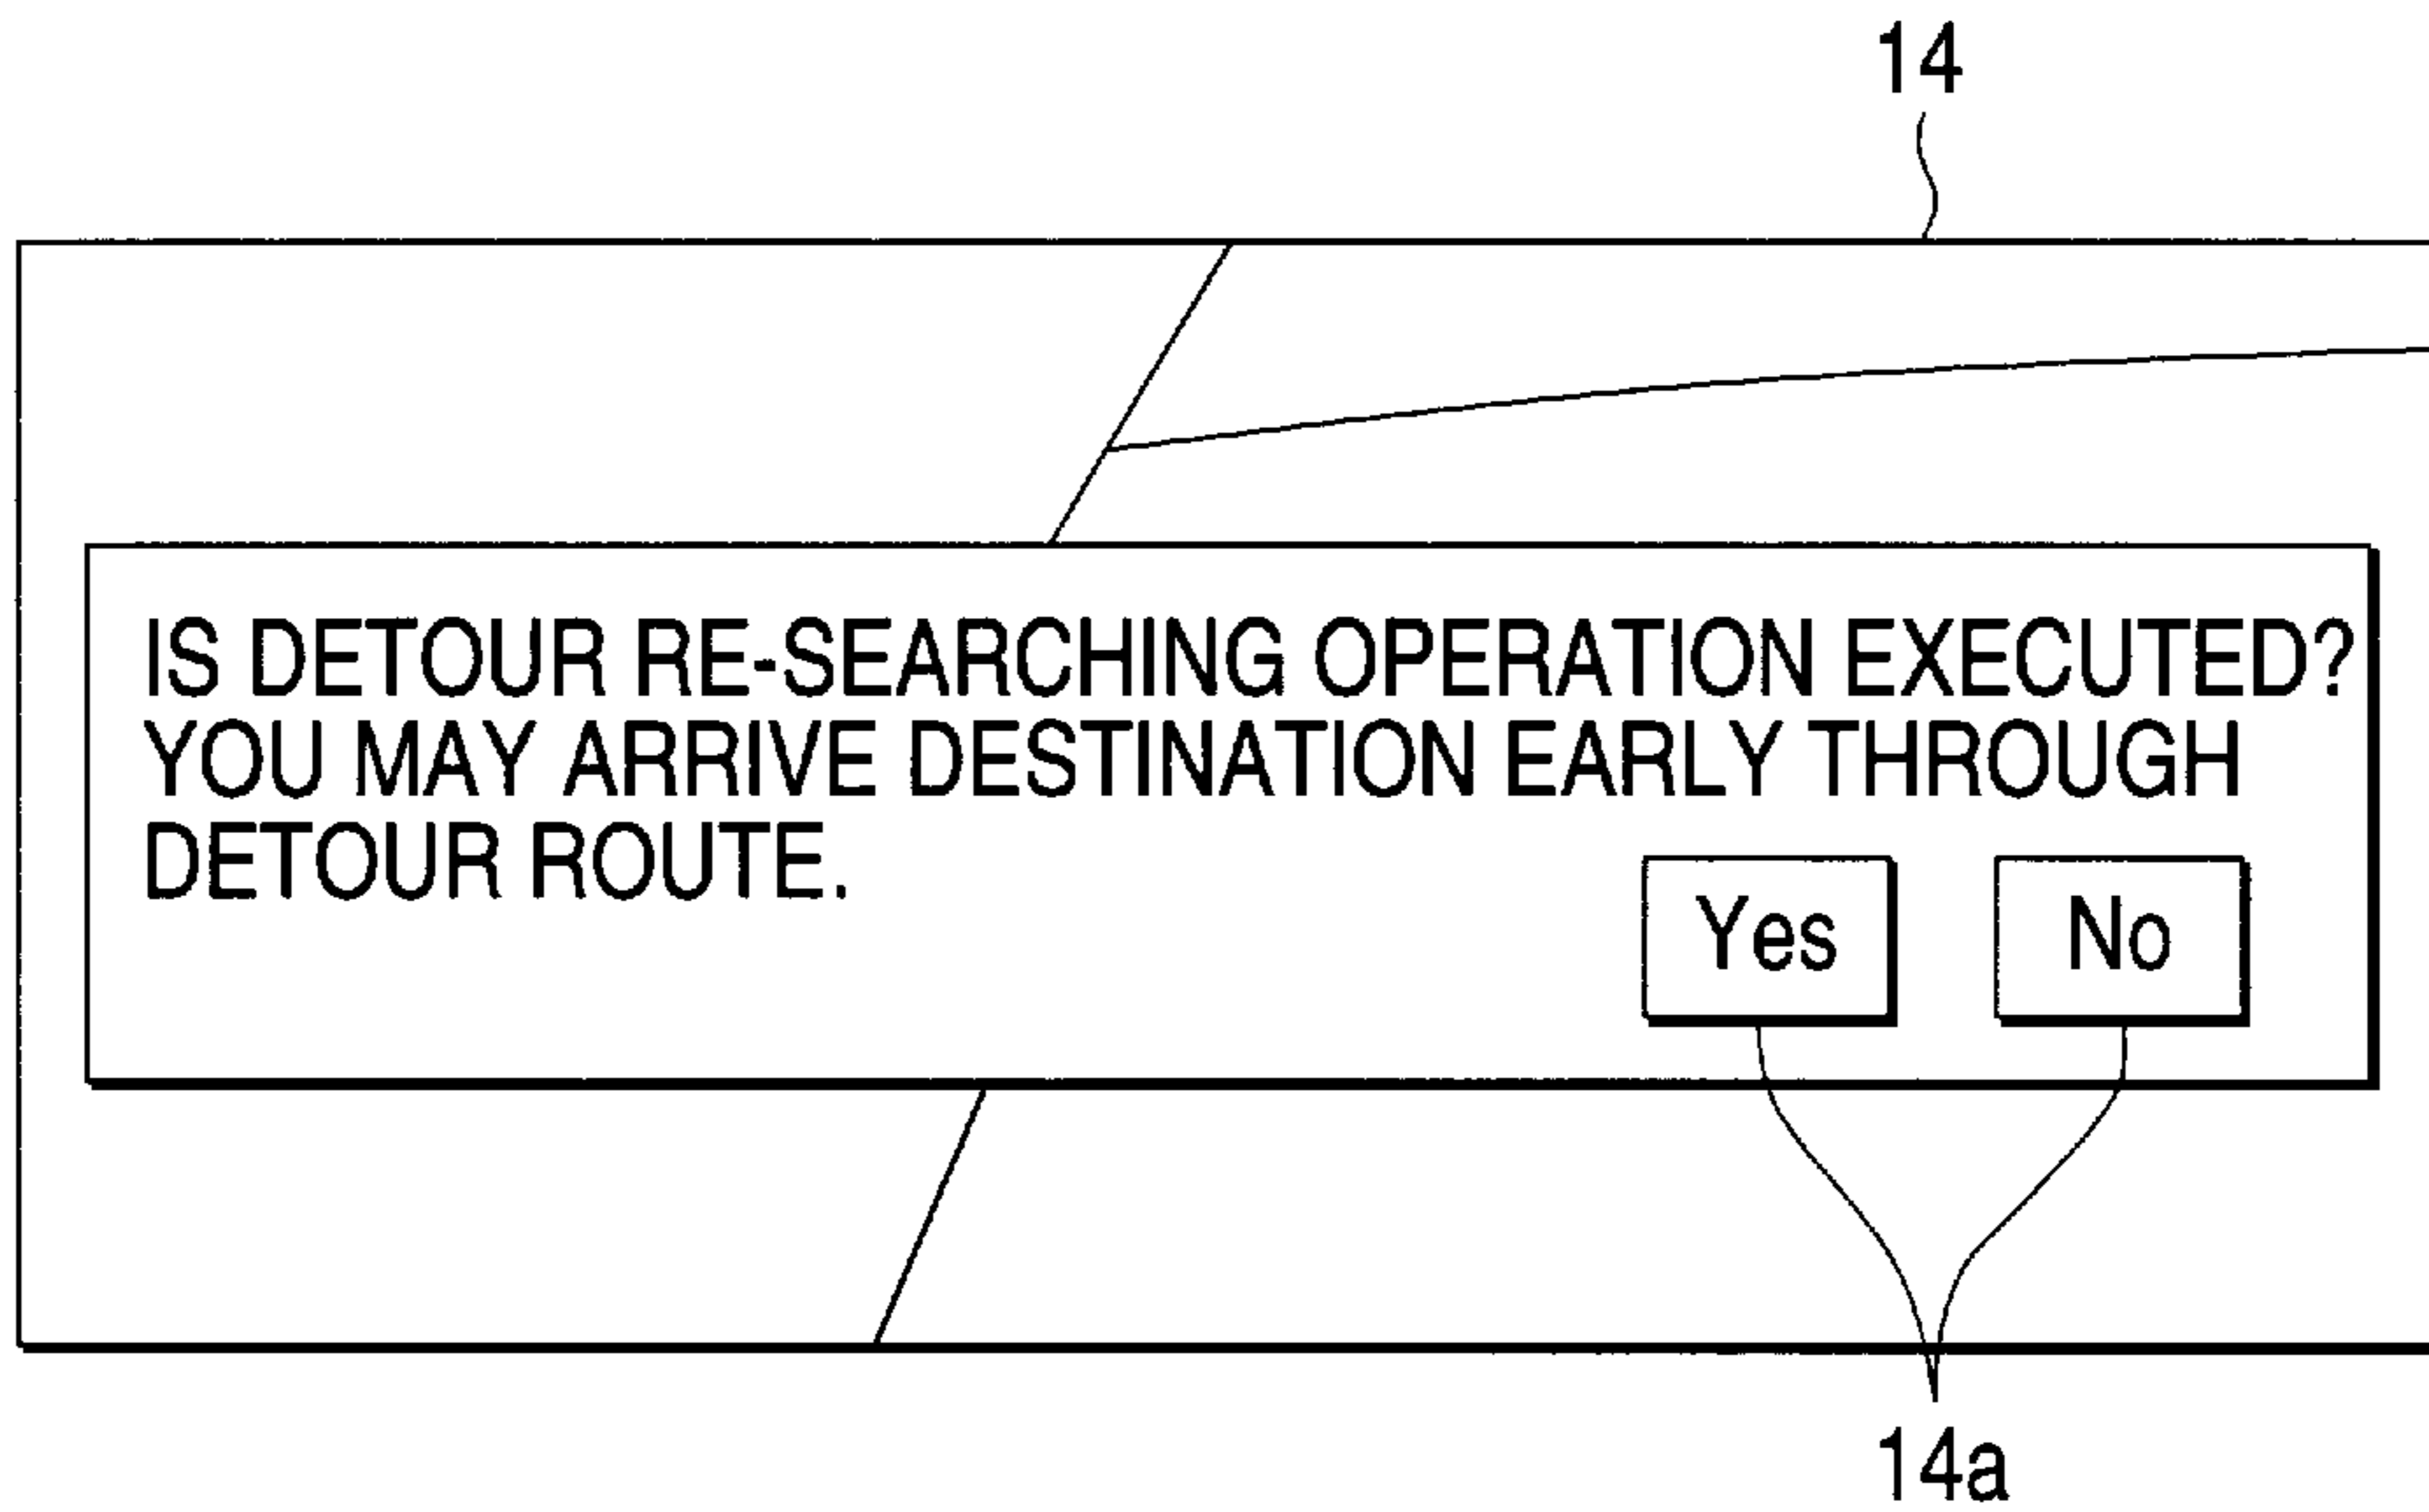 14
IS DETOUR RE-SEARCHING OPERATION EXECUTED?
YOU MAY ARRIVE DESTINATION EARLY THROUGH
DETOUR ROUTE.
Yes No
14a